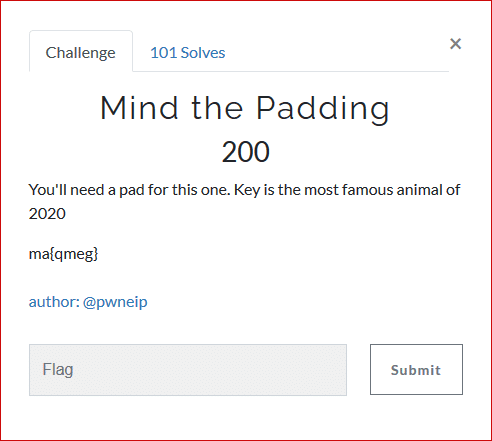 Challenge
101 Solves
×
Mind the Padding
200
You'll need a pad for this one. Key is the most famous animal of
2020
ma{qmeg}
author: @pwneip
Flag
Submit